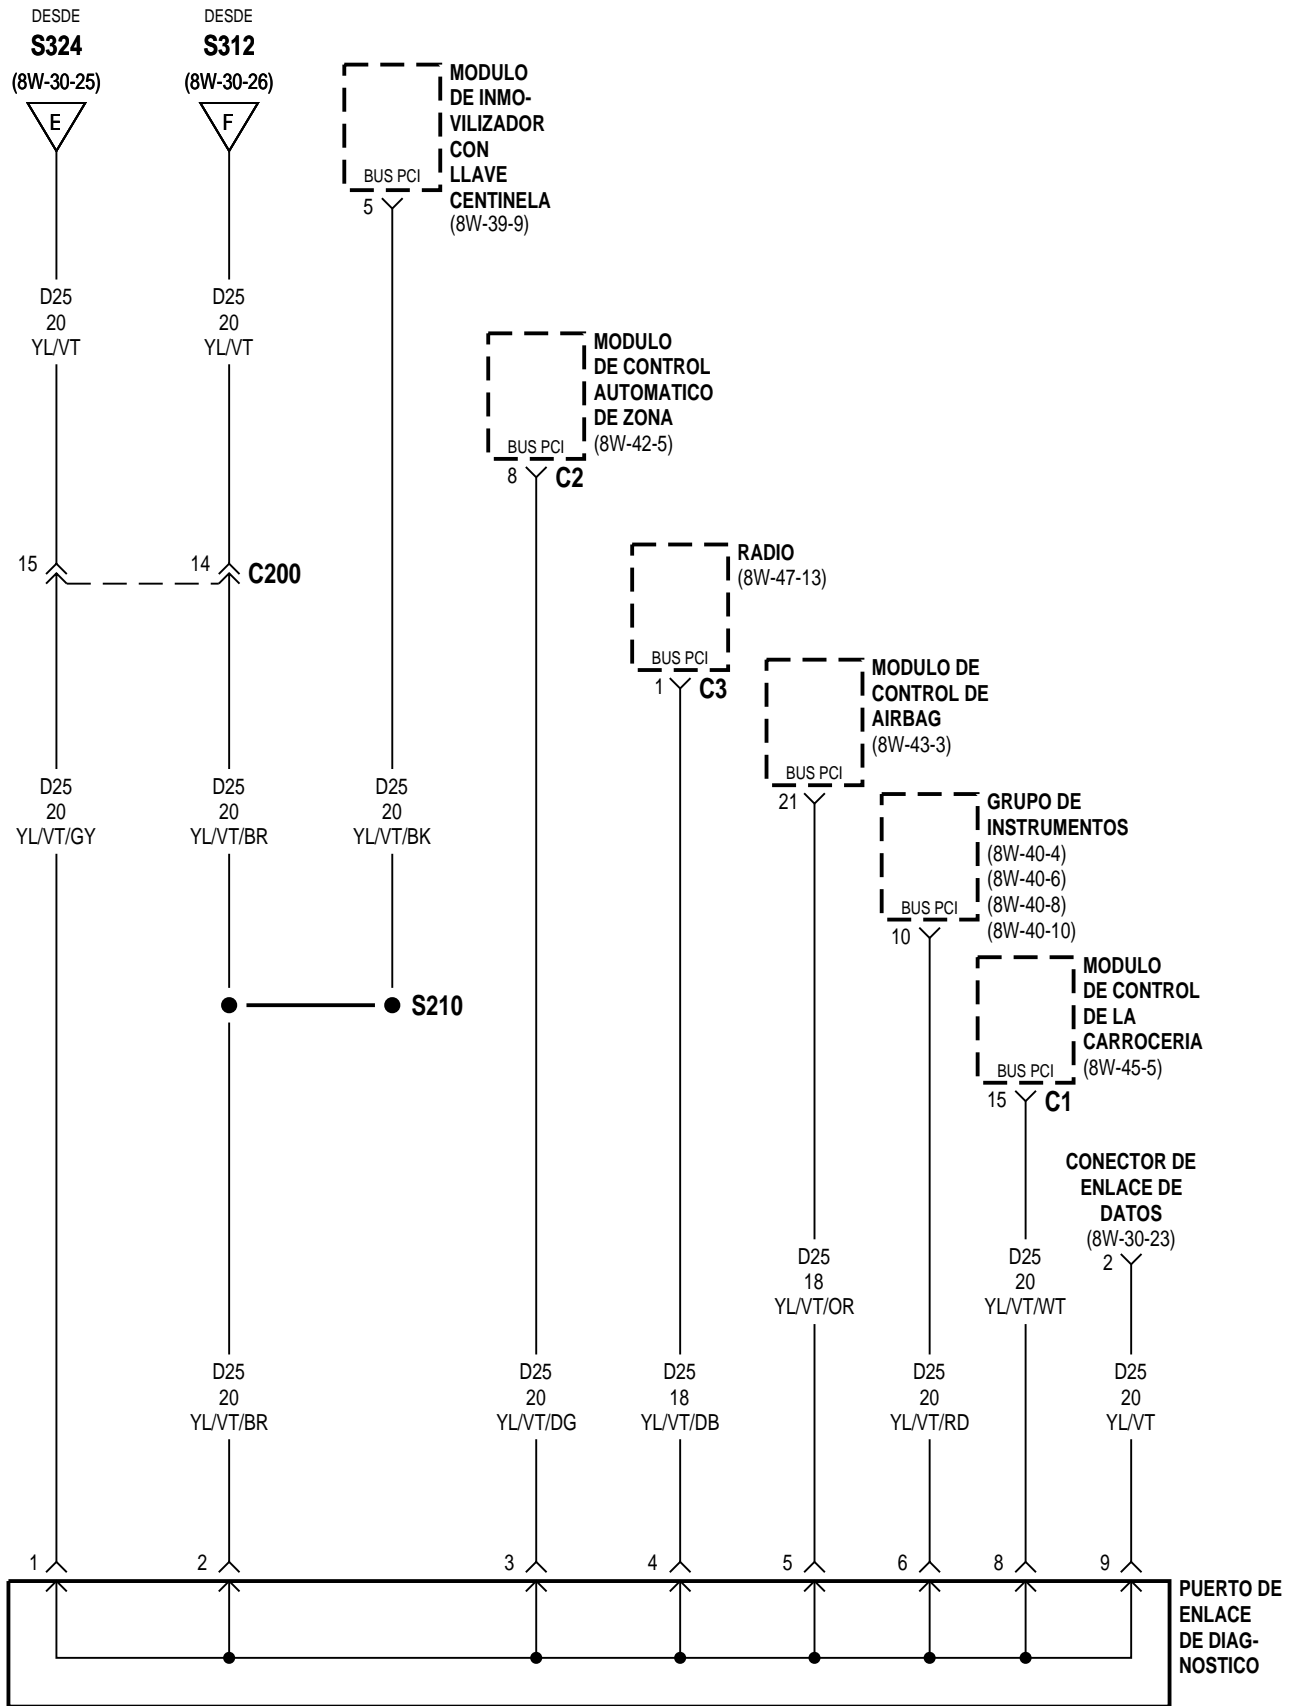 DESDE
S324
(8W-30-25)
E
DESDE
S312
(8W-30-26)
F
MODULO
DE INMO-
VILIZADOR
CON
LLAVE
CENTINELA
(8W-39-9)
BUS PCI
5
D25
20
YL/VT
D25
20
YL/VT
MODULO
DE CONTROL
AUTOMATICO
DE ZONA
(8W-42-5)
BUS PCI
8
C2
15
14
C200
RADIO
(8W-47-13)
BUS PCI
1
C3
MODULO DE
CONTROL DE
AIRBAG
(8W-43-3)
BUS PCI
21
D25
20
YL/VT/GY
D25
20
YL/VT/BR
D25
20
YL/VT/BK
GRUPO DE
INSTRUMENTOS
(8W-40-4)
(8W-40-6)
(8W-40-8)
(8W-40-10)
BUS PCI
10
S210
MODULO
DE CONTROL
DE LA
CARROCERIA
(8W-45-5)
BUS PCI
15
C1
CONECTOR DE
ENLACE DE
DATOS
(8W-30-23)
2
D25
18
YL/VT/OR
D25
20
YL/VT/WT
D25
20
YL/VT/BR
D25
20
YL/VT/DG
D25
18
YL/VT/DB
D25
20
YL/VT/RD
D25
20
YL/VT
1
2
3
4
5
6
8
9
PUERTO DE
ENLACE
DE DIAG-
NOSTICO